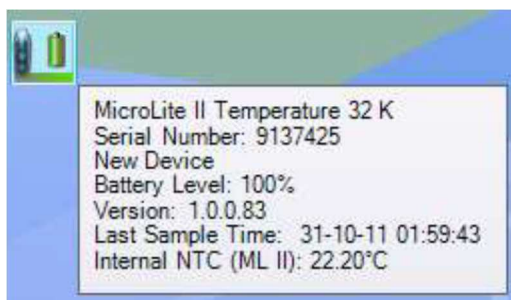 MicroLite II Temperature 32 K
Serial Number: 9137425
New Device
Battery Level: 100%
Version: 1.0.0.83
Last Sample Time: 31-10-11 01:59:43
Internal NTC (ML II): 22.20°C